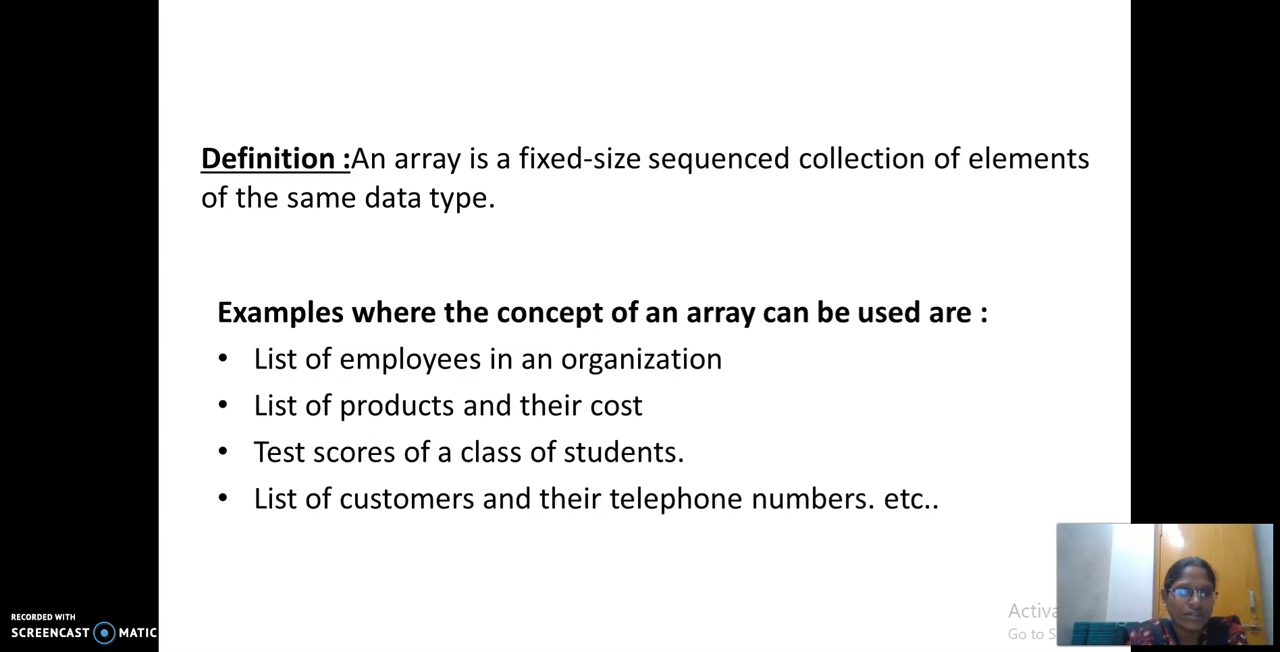 Definition :An array is a fixed-size sequenced collection of elements
of the same data type.
Examples where the concept of an array can be used are :
• List of employees in an organization
• List of products and their cost
• Test scores of a class of students.
• List of customers and their telephone numbers. etc..
Activa
Go to S
RECORDED WITH
SCREENCAST MATIC